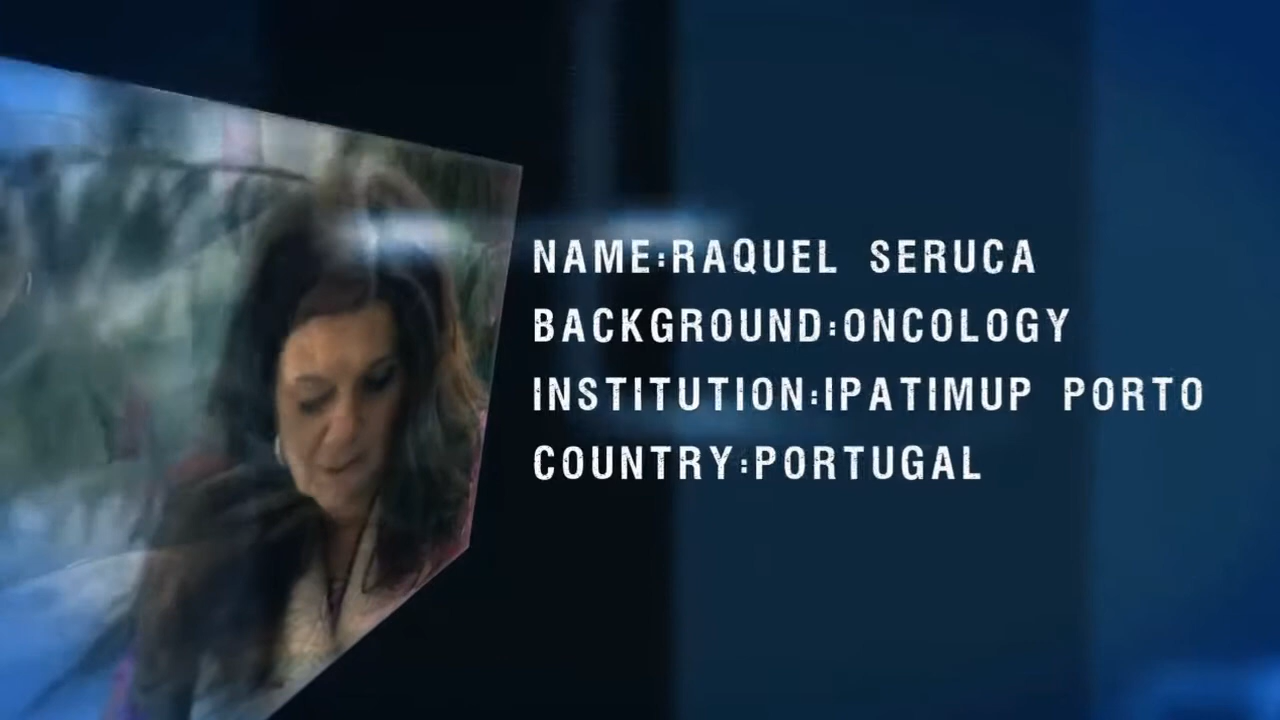 NAME:RAQUEL SERUCA
BACKGROUND:ONCOLOGY
INSTITUTION:IPATIMUP PORTO
COUNTRY:PORTUGAL